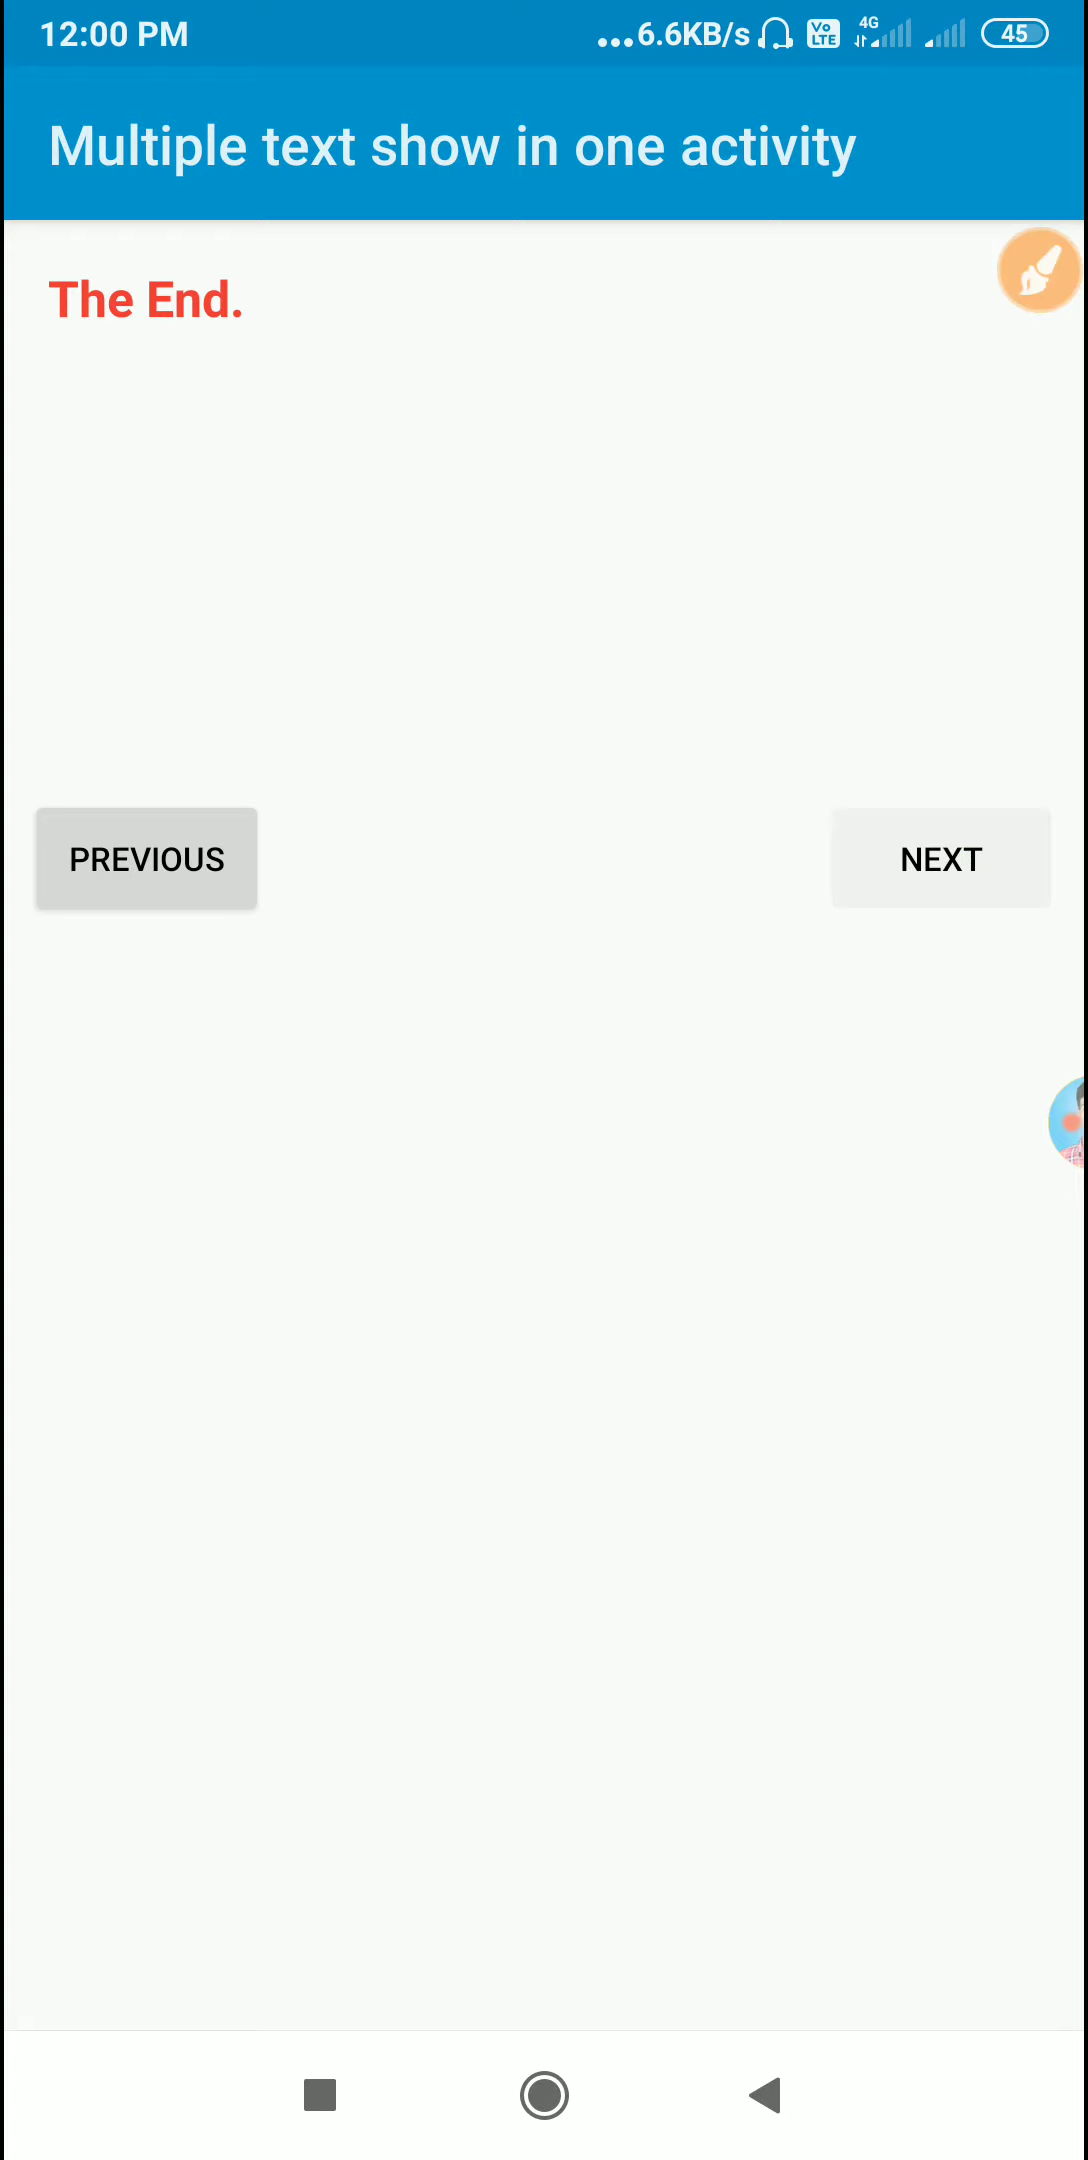 12:00 PM ...6.6KB/s Vo LTE 4G 45
Multiple text show in one activity
The End.
PREVIOUS NEXT